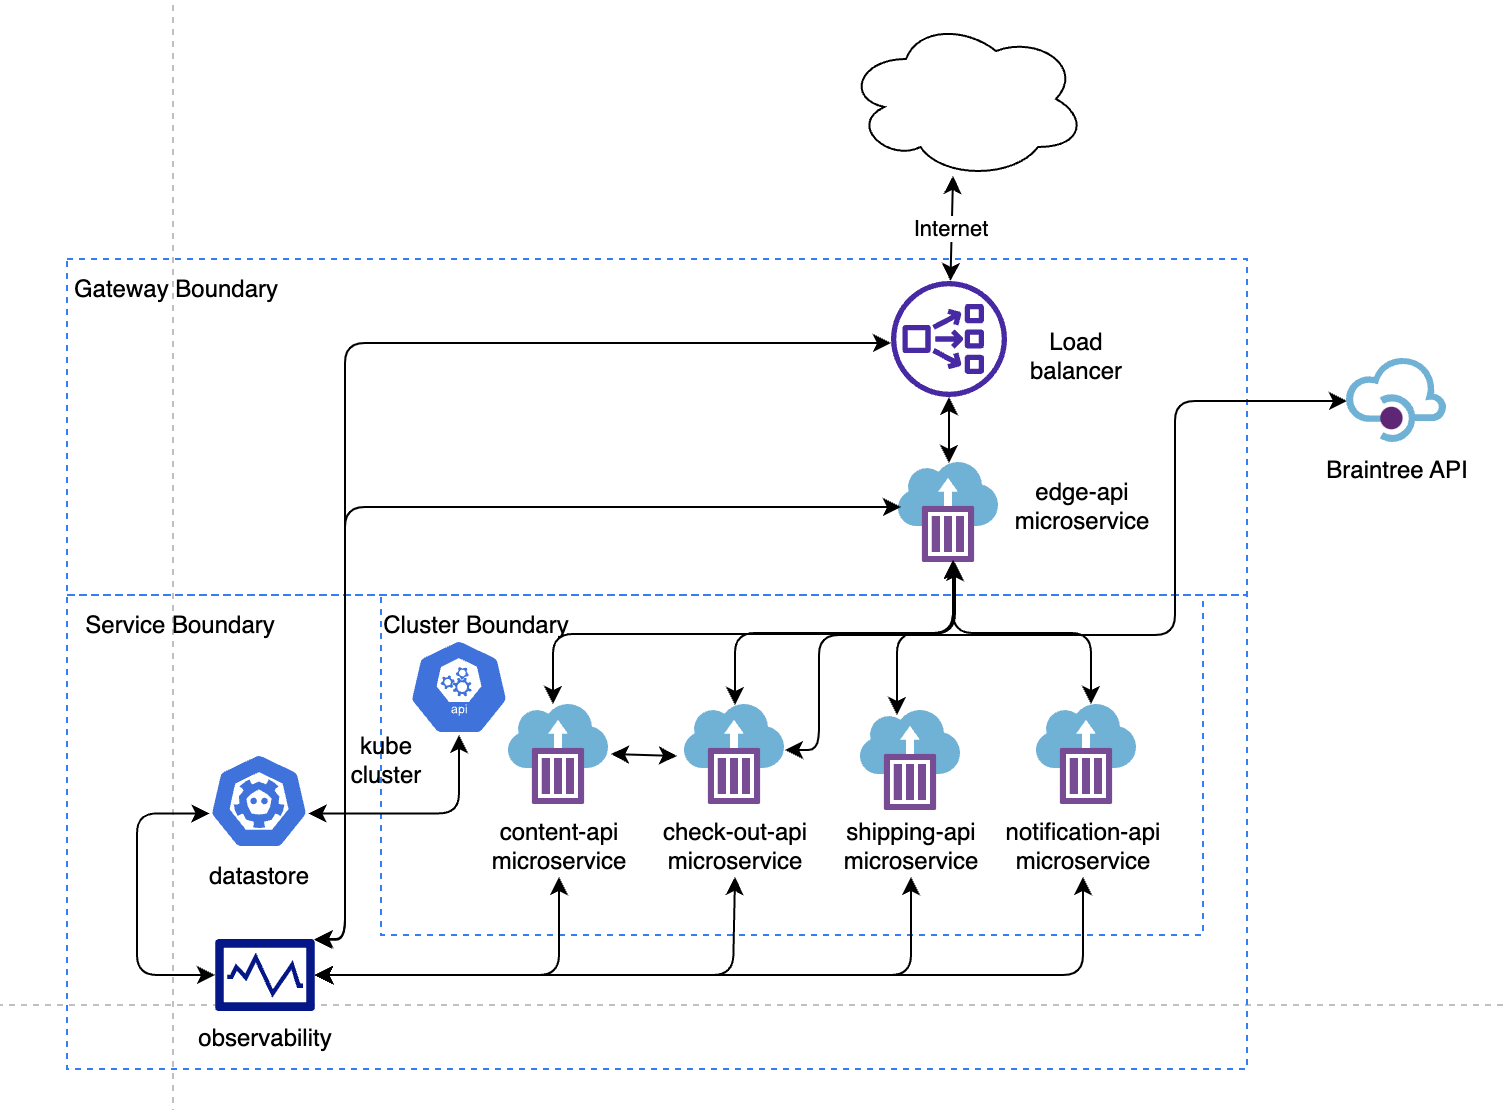 Internet
Gateway Boundary
Load
balancer
Braintree API
edge-api
microservice
Service Boundary
Cluster Boundary
api
kube
cluster
content-api
microservice
check-out-api
microservice
shipping-api
microservice
notification-api
microservice
datastore
observability